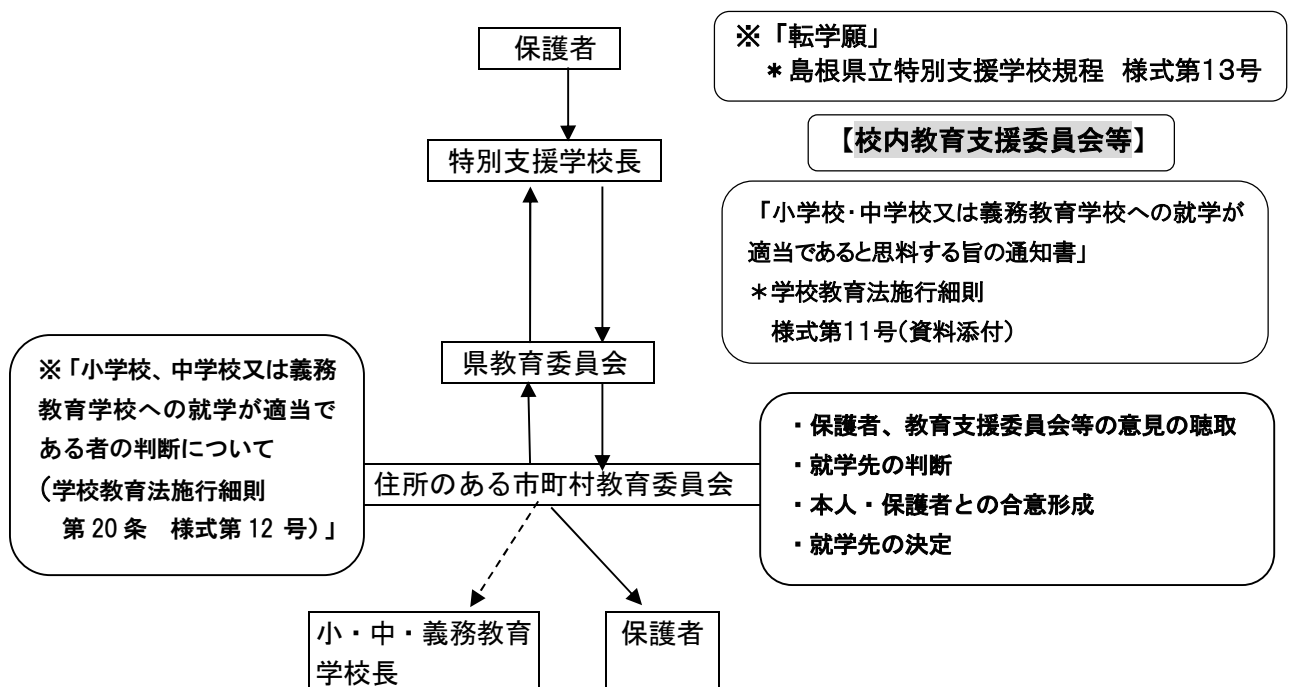 保護者
※「転学願」
＊島根県立特別支援学校規程　様式第13号
【校内教育支援委員会等】
特別支援学校長
「小学校・中学校又は義務教育学校への就学が
適当であると思料する旨の通知書」
＊学校教育法施行細則
様式第11号（資料添付）
県教育委員会
※「小学校、中学校又は義務
教育学校への就学が適当で
ある者の判断について
（学校教育法施行細則
第20条　様式第12号）」
住所のある市町村教育委員会
・保護者、教育支援委員会等の意見の聴取
・就学先の判断
・本人・保護者との合意形成
・就学先の決定
小・中・義務教育
学校長
保護者